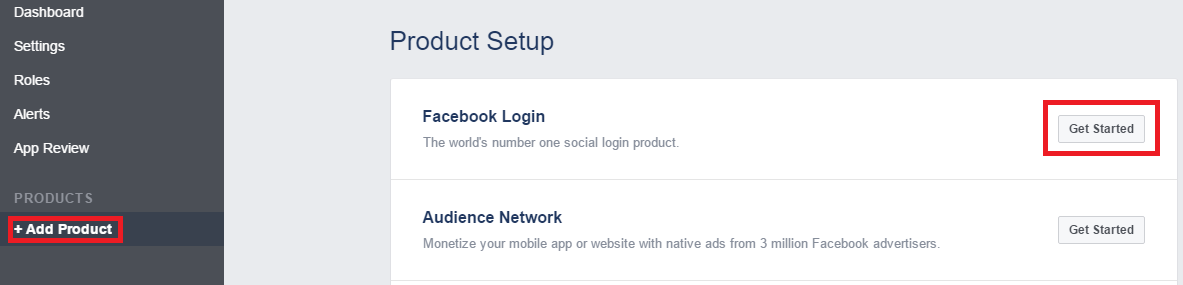 Dashboard
Settings
Roles
Alerts
App Review
PRODUCTS
+ Add Product
Product Setup
Facebook Login
The world's number one social login product.
Get Started
Audience Network
Monetize your mobile app or website with native ads from 3 million Facebook advertisers.
Get Started